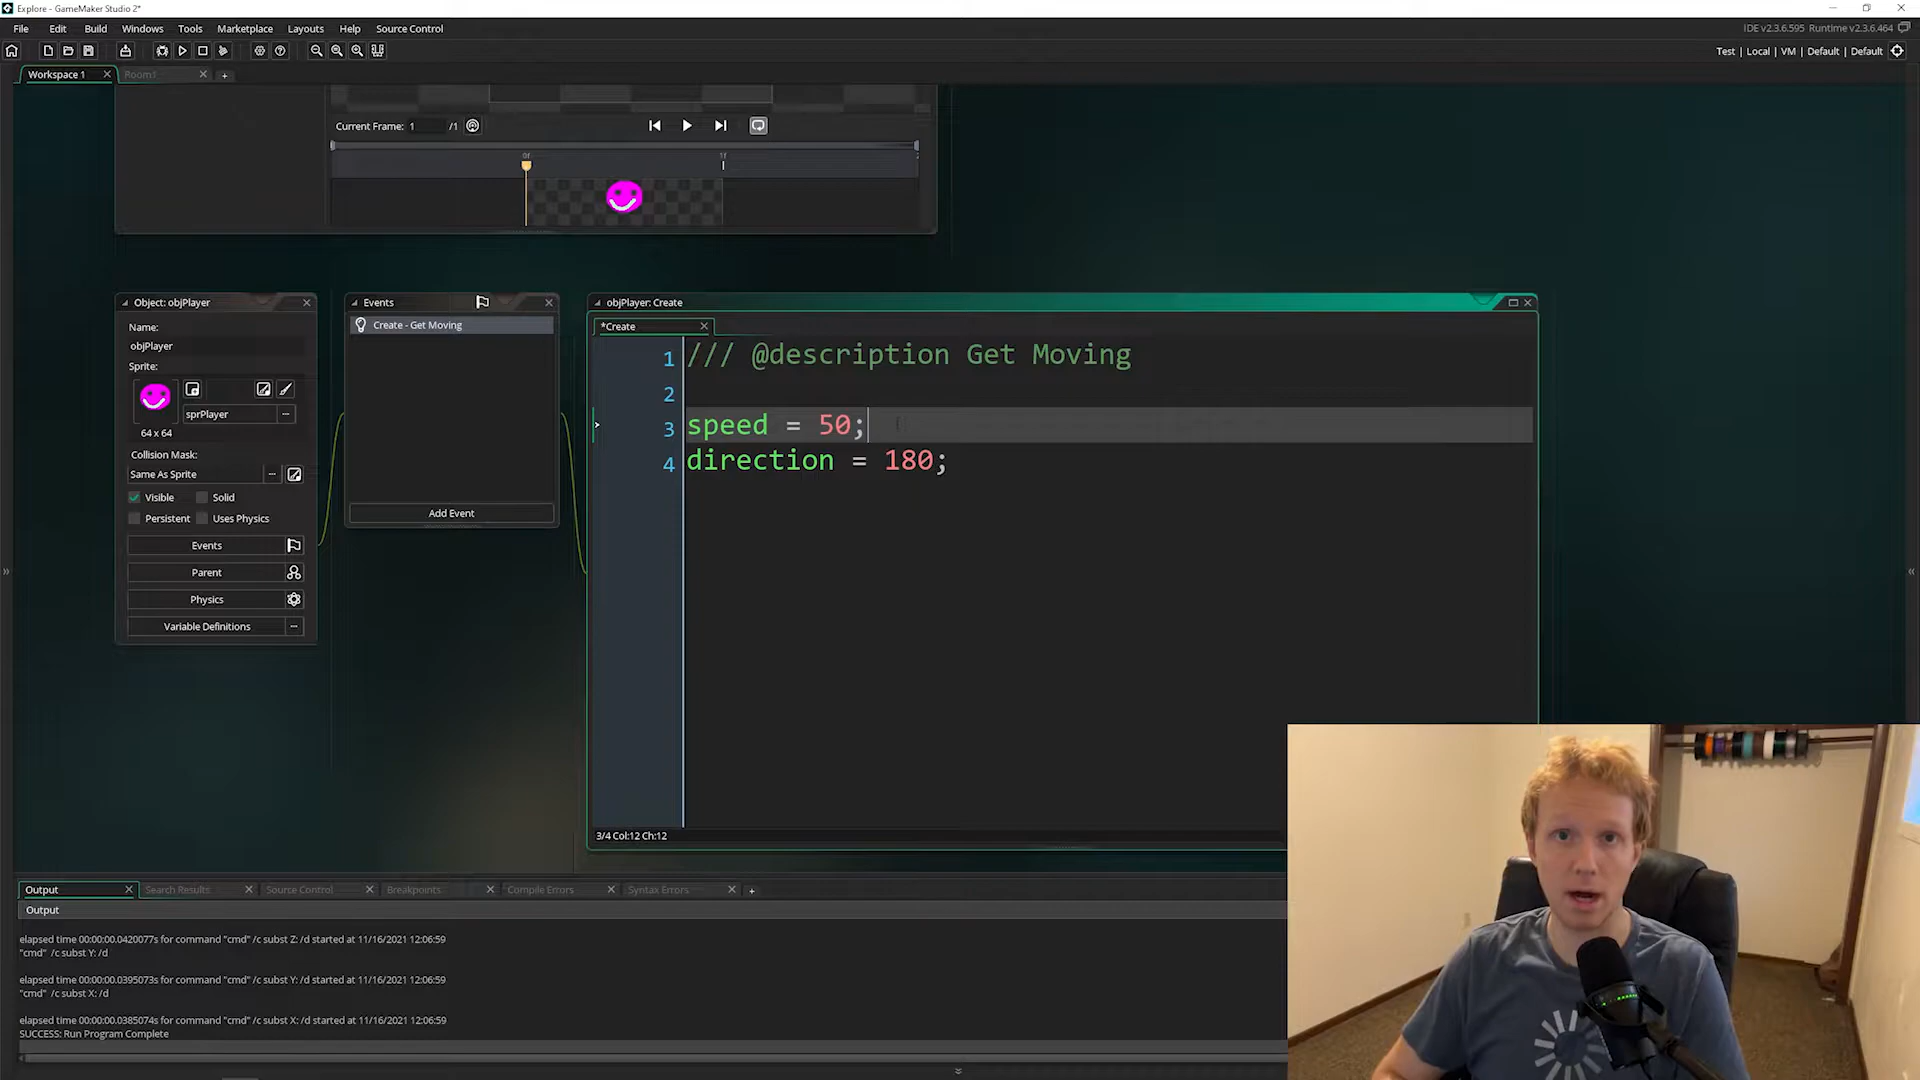 Explore - GameMaker Studio 2*
File Edit Build Windows Tools Marketplace Layouts Help Source Control
IDE v2.3.6.595 Runtime v2.3.6.464
Test | Local | VM | Default | Default
Workspace 1
Room1
Current Frame: 1 /1
0f
1f
Object: objPlayer
Name:
objPlayer
Sprite:
sprPlayer
64 x 64
Collision Mask:
Same As Sprite
Visible Solid
Persistent Uses Physics
Events
Parent
Physics
Variable Definitions
Events
Create - Get Moving
Add Event
objPlayer: Create
*Create
1 /// @description Get Moving
2
3 speed = 50;
4 direction = 180;
3/4 Col:12 Ch:12
Output Search Results Source Control Breakpoints Compile Errors Syntax Errors
Output
elapsed time 00:00:00.0420077s for command "cmd" /c subst Z: /d started at 11/16/2021 12:06:59
"cmd" /c subst Y: /d
elapsed time 00:00:00.0395073s for command "cmd" /c subst Y: /d started at 11/16/2021 12:06:59
"cmd" /c subst X: /d
elapsed time 00:00:00.0385074s for command "cmd" /c subst X: /d started at 11/16/2021 12:06:59
SUCCESS: Run Program Complete